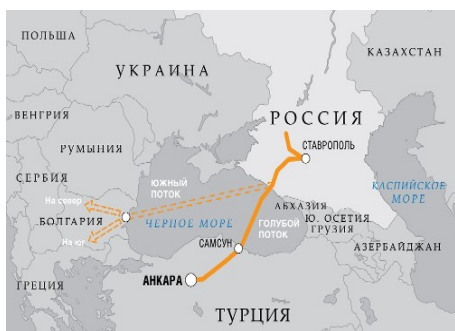 ПОЛЬША
УКРАИНА
КАЗАХСТАН
ВЕНГРИЯ
РОССИЯ
СТАВРОПОЛЬ
РУМЫНИЯ
СЕРБИЯ
ЮЖНЫЙ
ПОТОК
КАСПИЙСКОЕ
МОРЕ
На север
АБХАЗИЯ
БОЛГАРИЯ
ЧЕРНОЕ МОРЕ
ГОЛУБОЙ
ПОТОК
Ю. ОСЕТИЯ
ГРУЗИЯ
На юг
САМСУН
АЗЕРБАЙДЖАН
АНКАРА
ГРЕЦИЯ
ТУРЦИЯ